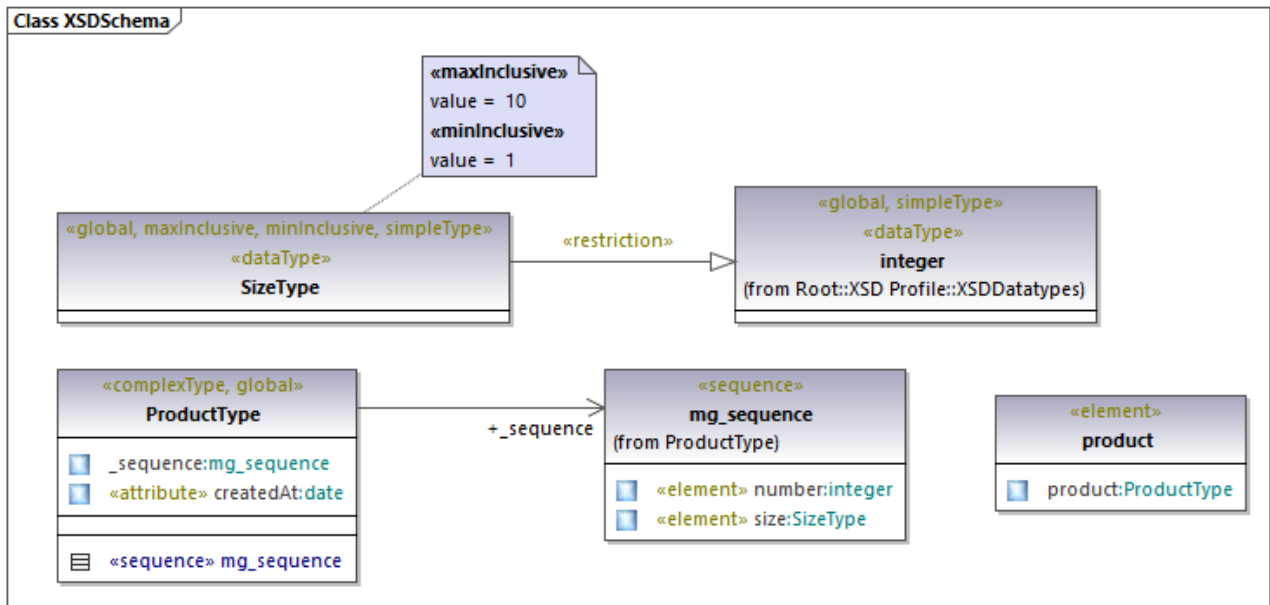 Class XSDSchema
«maxInclusive»
value = 10
«minInclusive»
value = 1
«global, maxInclusive, minInclusive, simpleType»
«dataType»
SizeType
«restriction»
«global, simpleType»
«dataType»
integer
(from Root::XSD Profile::XSDDatatypes)
«complexType, global»
ProductType
_sequence:mg_sequence
«attribute» createdAt:date
«sequence» mg_sequence
+_sequence
«sequence»
mg_sequence
(from ProductType)
«element» number:integer
«element» size:SizeType
«element»
product
product:ProductType